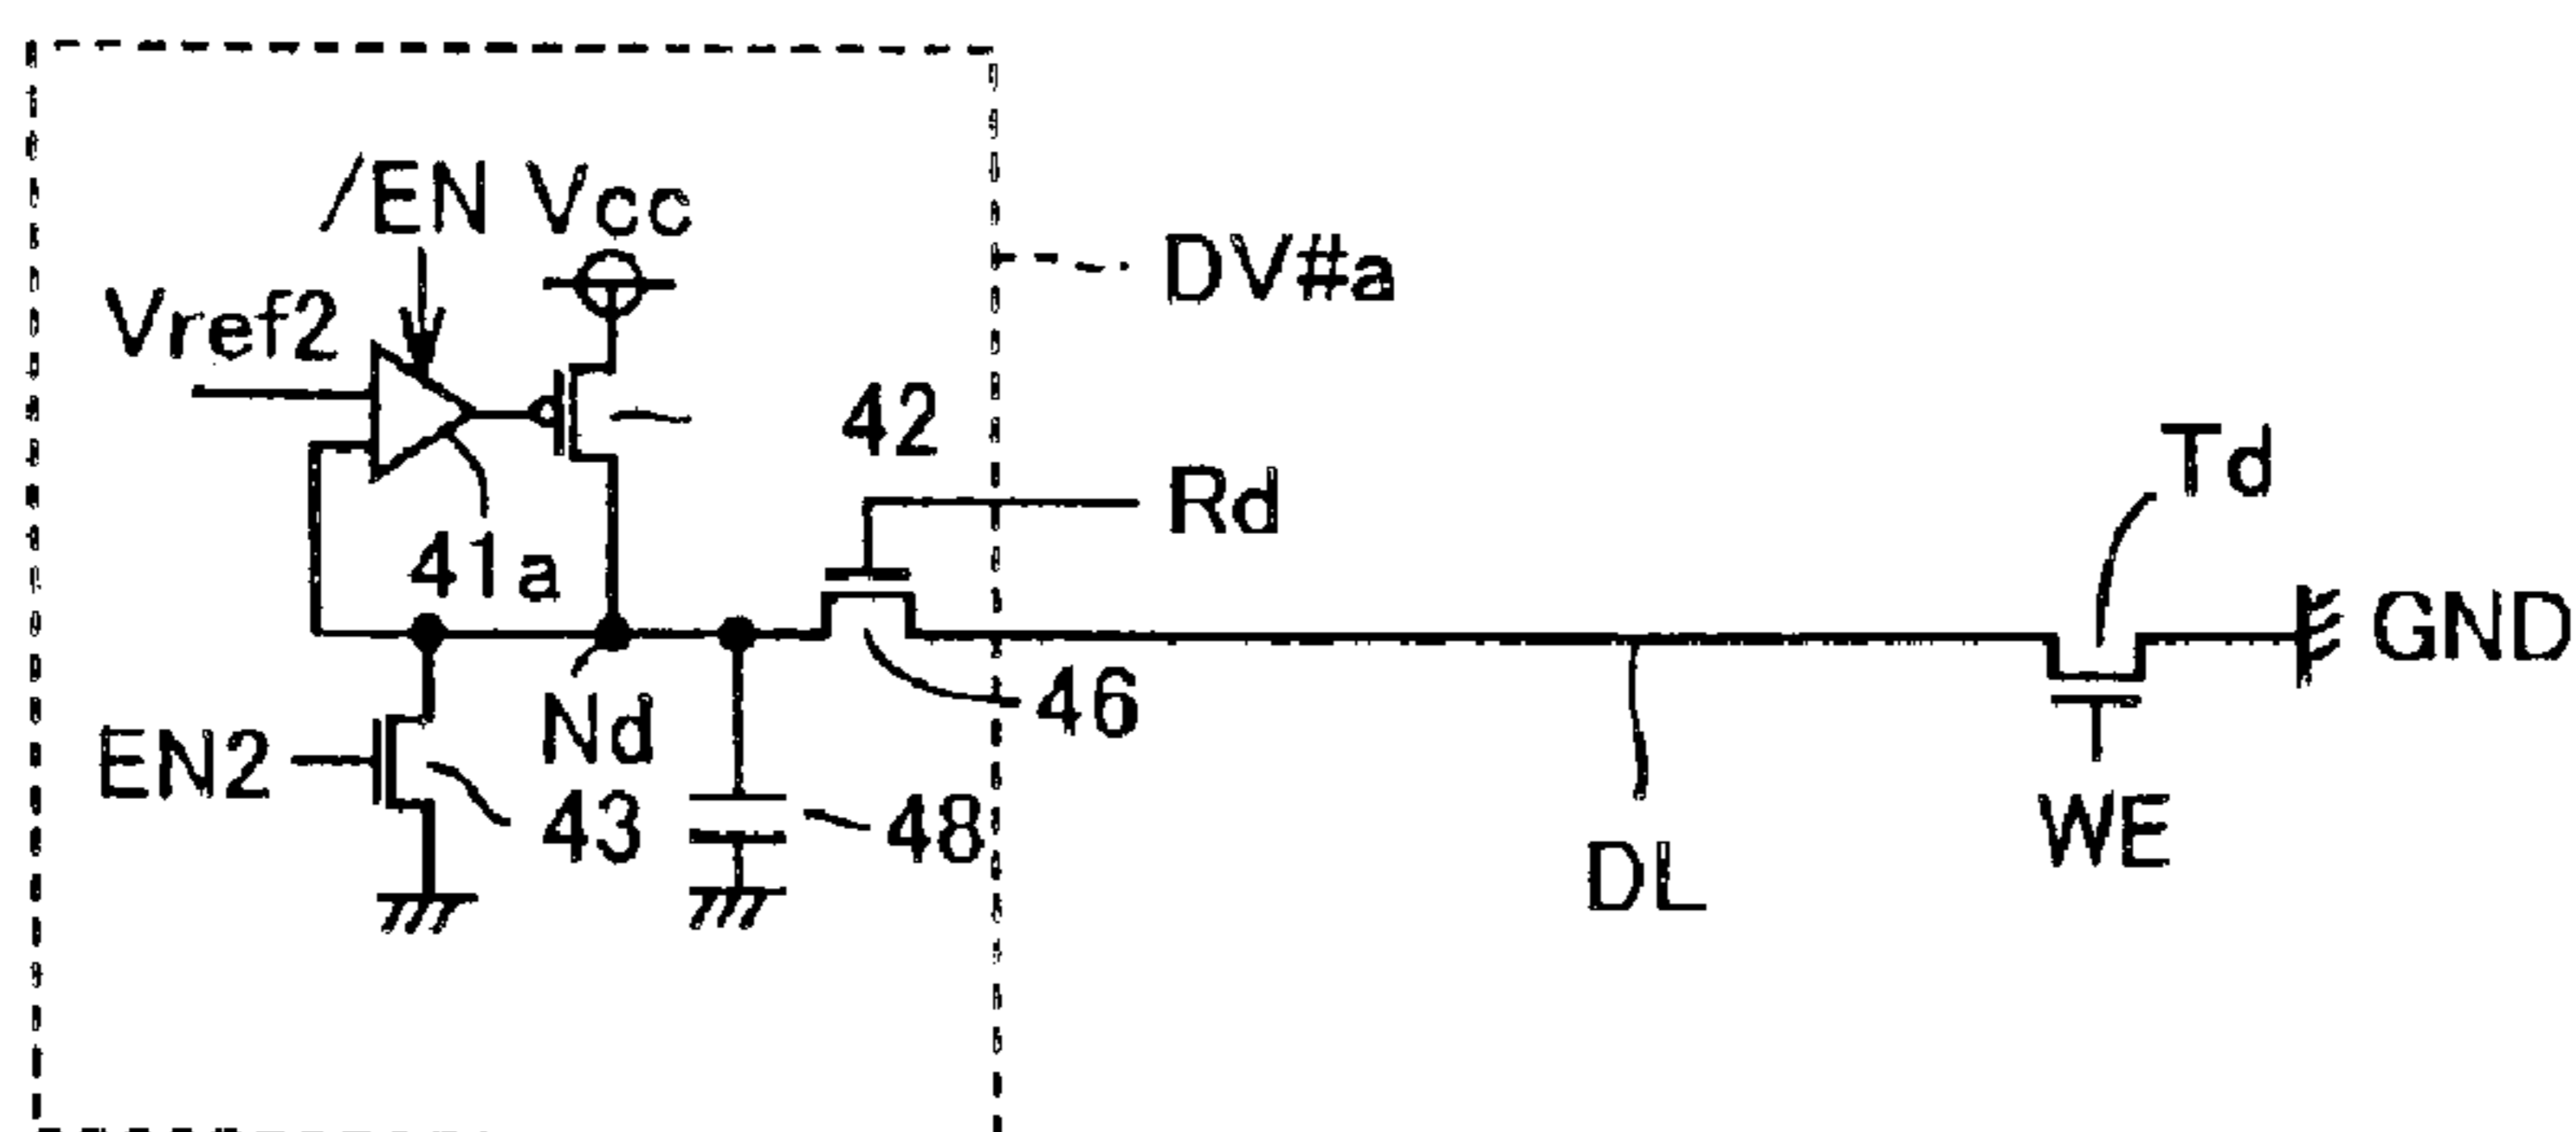 /EN Vcc
DV#a
Vref2
42
Td
Rd
41a
GND
46
Nd
EN2
43
48
WE
DL